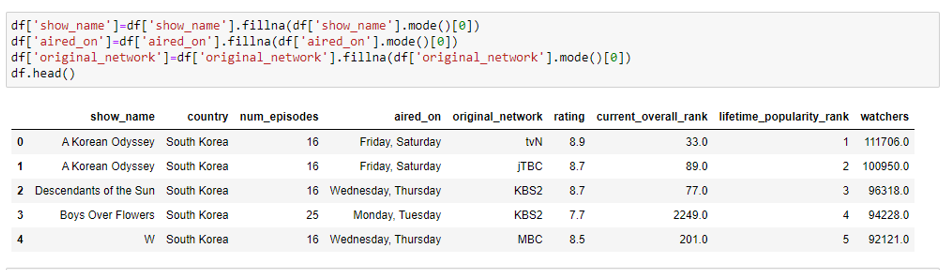 df['show_name']=df['show_name'].fillna(df['show_name'].mode()[0])
df['aired_on']=df['aired_on'].fillna(df['aired_on'].mode()[0])
df['original_network']=df['original_network'].fillna(df['original_network'].mode()[0])
df.head()
show_name country num_episodes aired_on original_network rating current_overall_rank lifetime_popularity_rank watchers
0 A Korean Odyssey South Korea 16 Friday, Saturday tvN 8.9 33.0 1 111706.0
1 A Korean Odyssey South Korea 16 Friday, Saturday jTBC 8.7 89.0 2 100950.0
2 Descendants of the Sun South Korea 16 Wednesday, Thursday KBS2 8.7 77.0 3 96318.0
3 Boys Over Flowers South Korea 25 Monday, Tuesday KBS2 7.7 2249.0 4 94228.0
4 W South Korea 16 Wednesday, Thursday MBC 8.5 201.0 5 92121.0